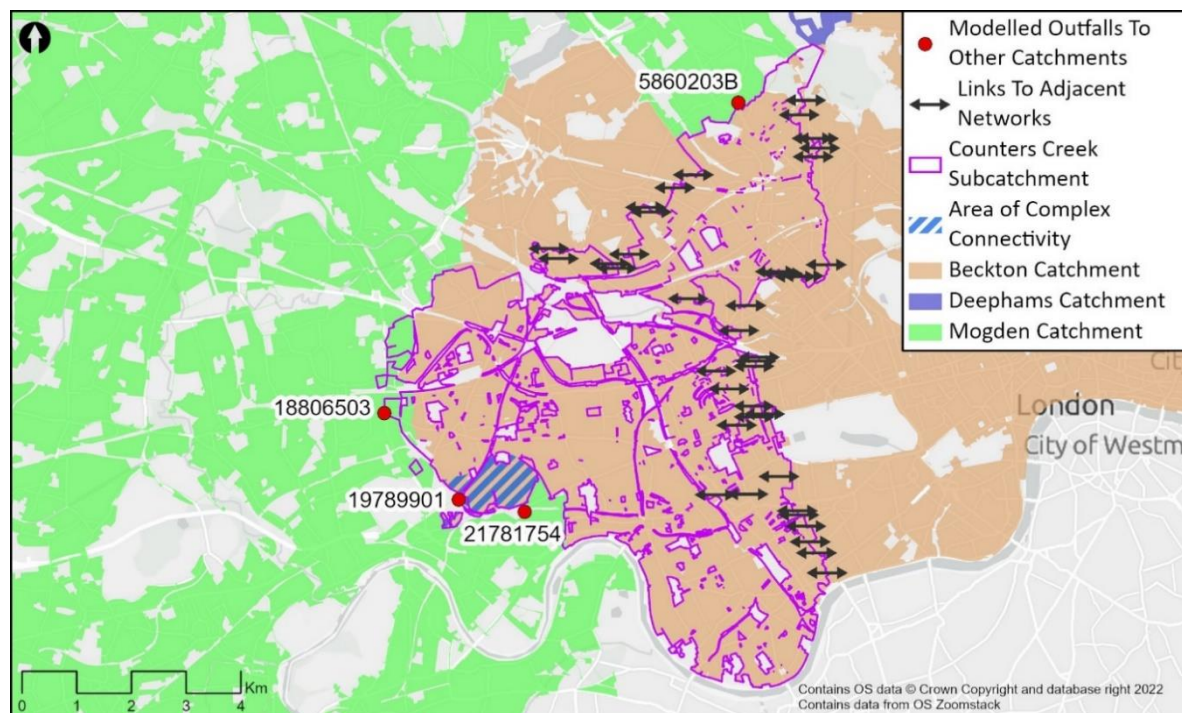 Modelled Outfalls To
Other Catchments
Links To Adjacent
Networks
Counters Creek
Subcatchment
Area of Complex
Connectivity
Beckton Catchment
Deephams Catchment
Mogden Catchment
5860203B
18806503
19789901
21781754
Cit
London
City of Westm
Km
0 1 2 3 4
Contains OS data © Crown Copyright and database right 2022
Contains data from OS Zoomstack